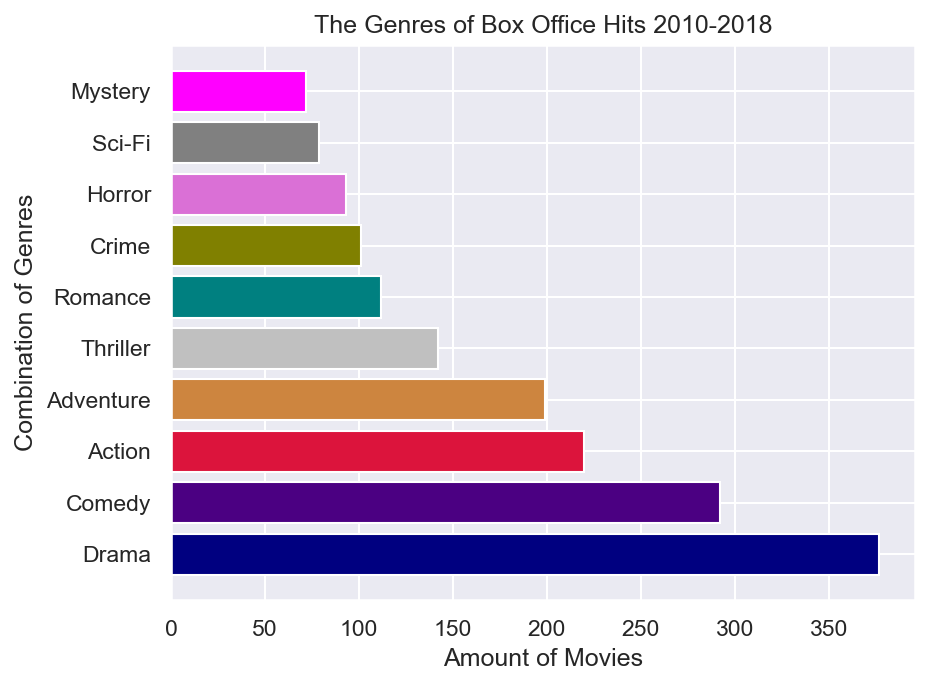 The Genres of Box Office Hits 2010-2018
Combination of Genres
Mystery
Sci-Fi
Horror
Crime
Romance
Thriller
Adventure
Action
Comedy
Drama
0 50 100 150 200 250 300 350
Amount of Movies